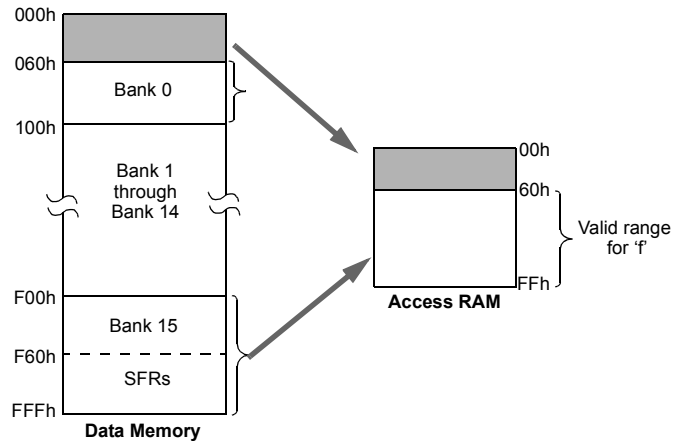 000h
060h
Bank 0
100h
Bank 1
through
Bank 14
F00h
Bank 15
F60h
SFRs
FFFh
Data Memory
00h
60h
Valid range
for ‘f’
FFh
Access RAM